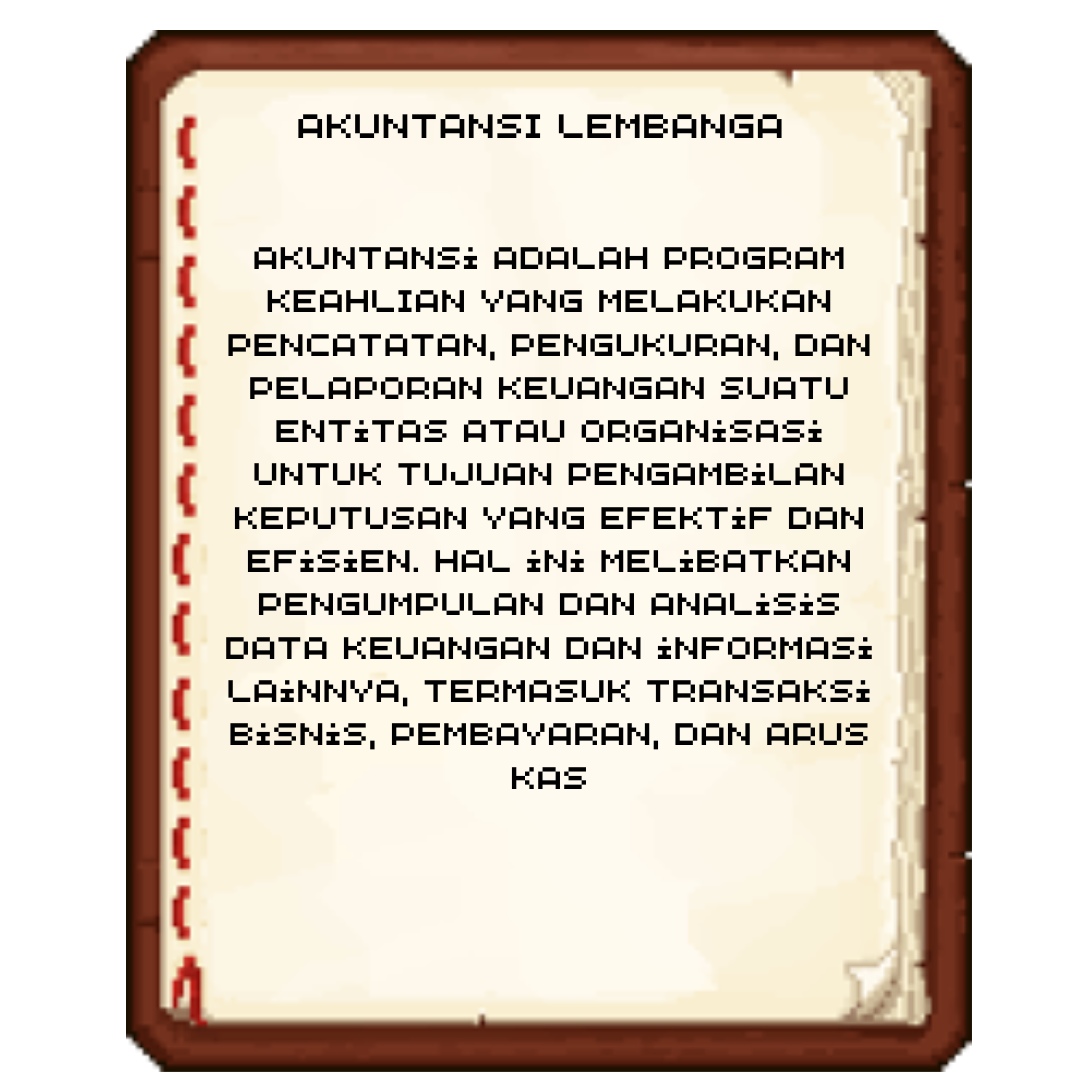 AKUNTANSI LEMBANGA
AKUNTANSi ADALAH PROGRAM
KEAHLIAN YANG MELAKUKAN
PENCATATAN, PENGUKURAN, DAN
PELAPORAN KEUANGAN SUATU
ENTiTAS ATAU ORGANiSASi
UNTUK TUJUAN PENGAMBiLAN
KEPUTUSAN YANG EFEKTiF DAN
EFiSiEN. HAL iNi MELiBATKAN
PENGUMPULAN DAN ANALiSiS
DATA KEUANGAN DAN iNFORMASi
LAiNNYA, TERMASUK TRANSAKSi
BiSNiS, PEMBAYARAN, DAN ARUS
KAS